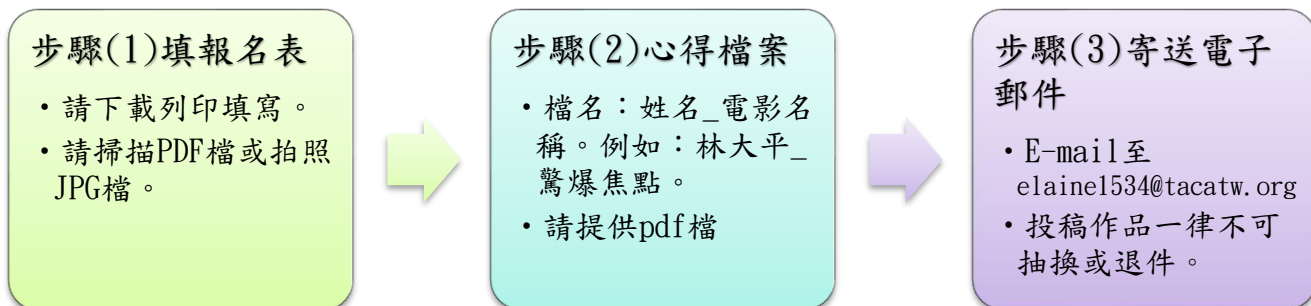 步驟(1)填報名表
・請下載列印填寫。
・請掃描PDF檔或拍照
JPG檔。
步驟(2)心得檔案
・檔名：姓名_電影名
稱。例如：林大平_
驚爆焦點。
・請提供pdf檔
步驟(3)寄送電子
郵件
・E-mail至
elaine1534@tacatw.org
・投稿作品一律不可
抽換或退件。